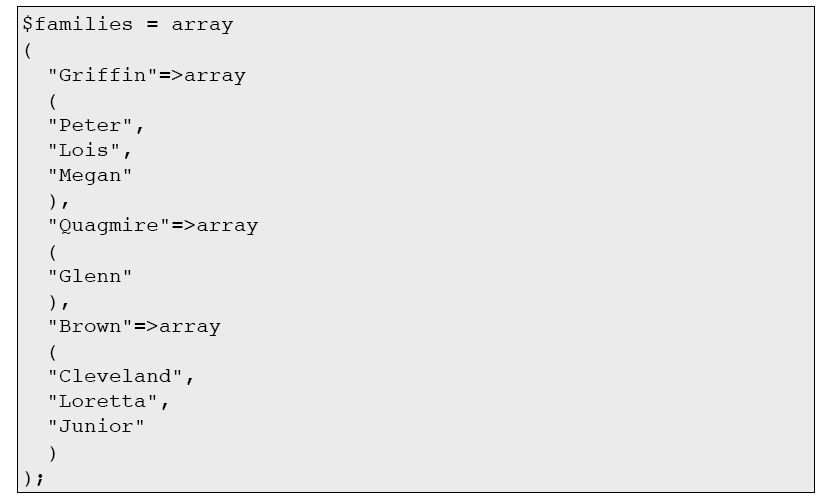 $families = array
(
  "Griffin"=>array
  (
  "Peter",
  "Lois",
  "Megan"
  ),
  "Quagmire"=>array
  (
  "Glenn"
  ),
  "Brown"=>array
  (
  "Cleveland",
  "Loretta",
  "Junior"
  )
);